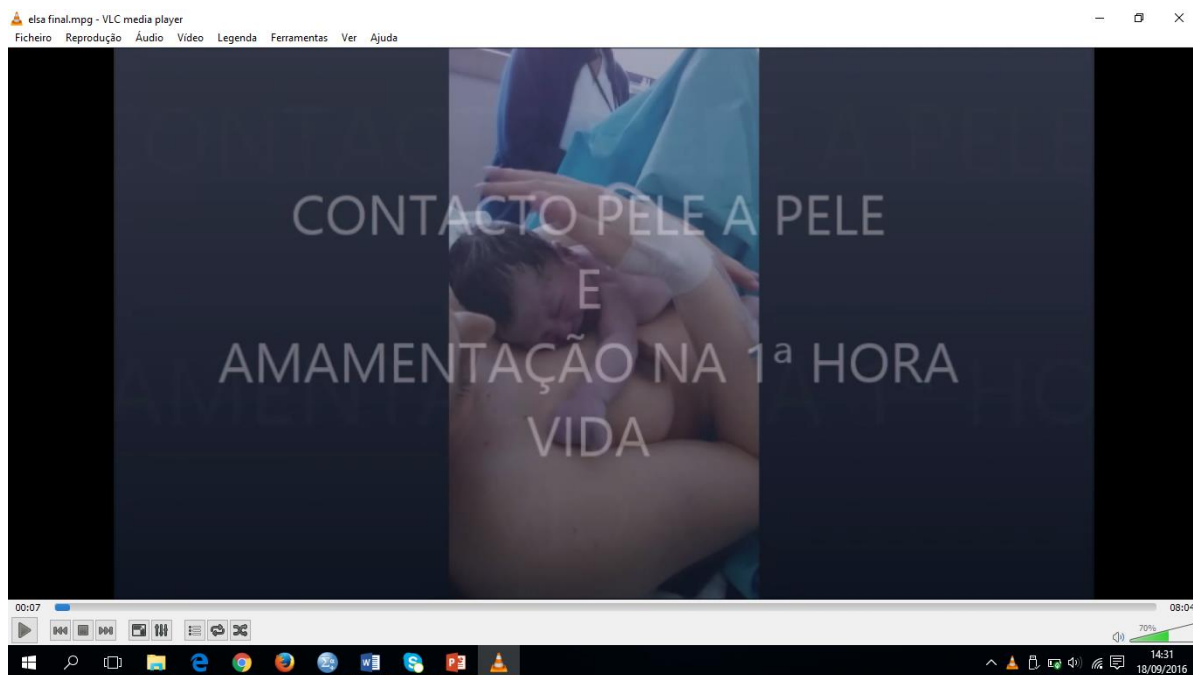 elsa final.mpg - VLC media player
Ficheiro Reprodução Áudio Vídeo Legenda Ferramentas Ver Ajuda
CONTACTO PELE A PELE
E
AMAMENTAÇÃO NA 1ª HORA
VIDA
00:07 08:04
70%
14:31
18/09/2016